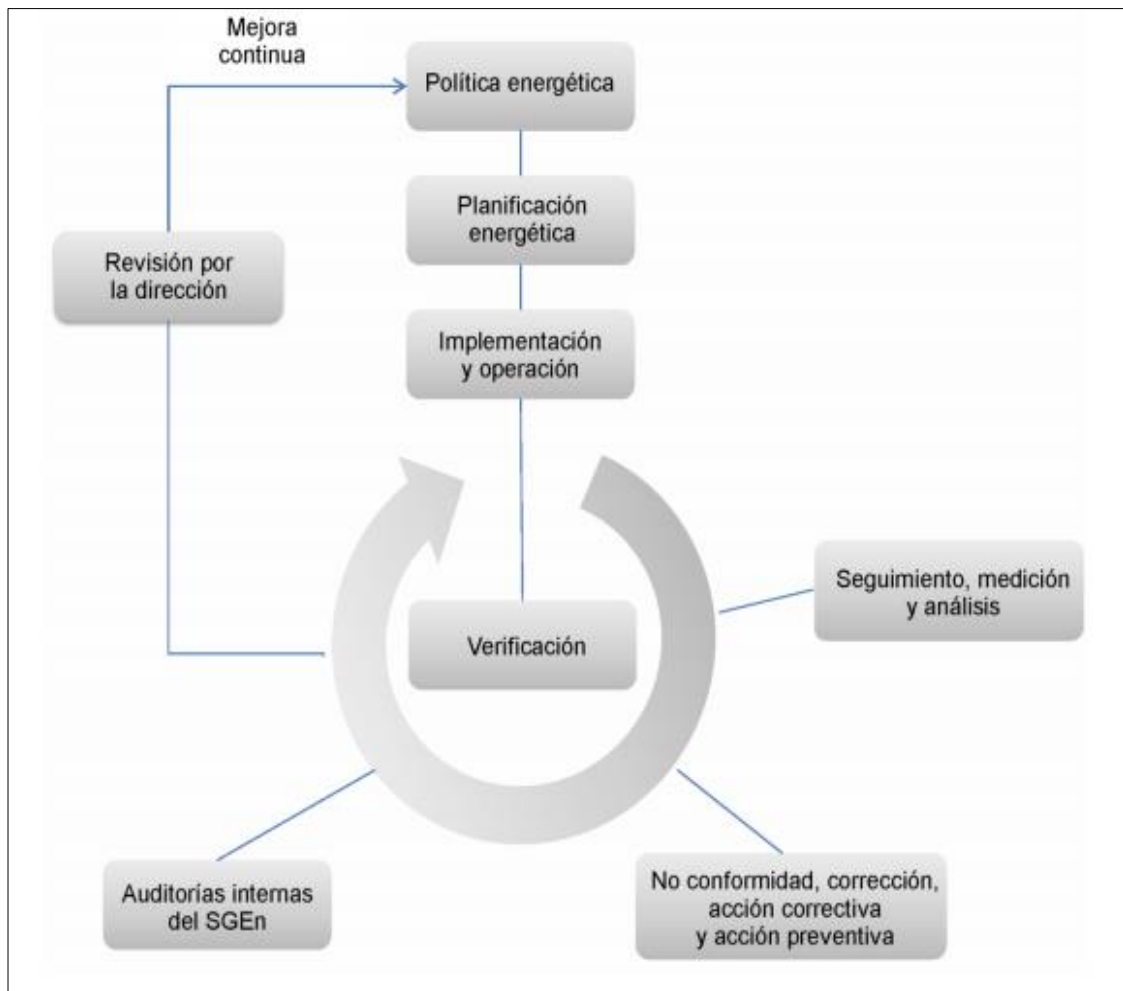 Mejora
continua
Política energética
Planificación
energética
Revisión por
la dirección
Implementación
y operación
Seguimiento, medición
y análisis
Verificación
Auditorías internas
del SGEn
No conformidad, corrección,
acción correctiva
y acción preventiva